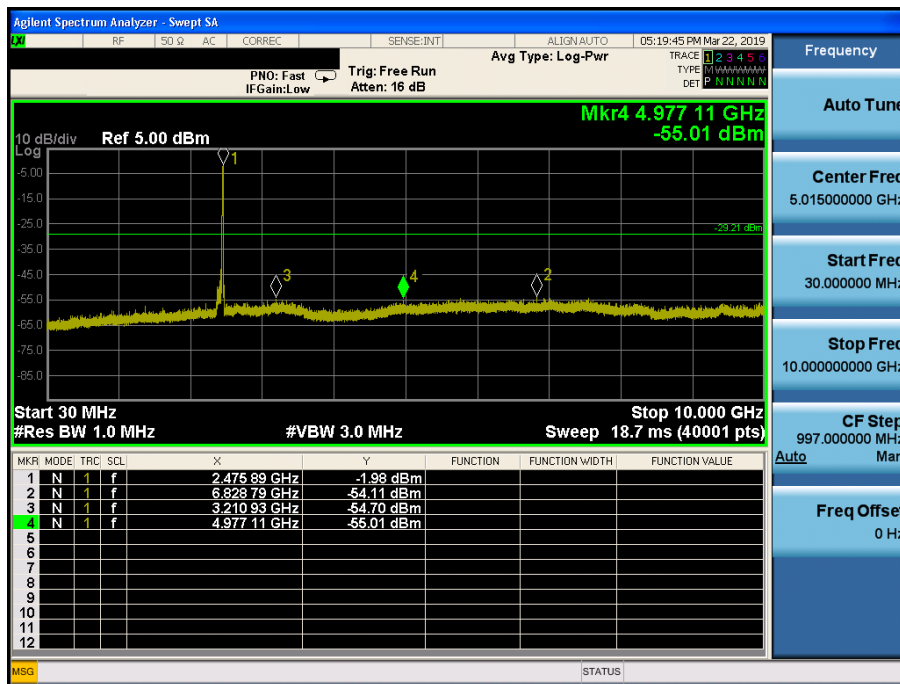 Agilent Spectrum Analyzer - Swept SA
LXI RF 50 Ω AC CORREC SENSE:INT ALIGNAUTO 05:19:45 PM Mar 22, 2019
Frequency
PNO: Fast Trig: Free Run Avg Type: Log-Pwr TRACE 1 2 3 4 5 6
IFGain:Low Atten: 16 dB TYPE M WWWWW
DET P N N N N N
Auto Tune
Mkr4 4.977 11 GHz
-55.01 dBm
10 dB/div Ref 5.00 dBm
Log
1
-5.00
-15.0
-25.0
-29.21 dBm
-35.0
-45.0
3 4 2
-55.0
-65.0
-75.0
-85.0
Start 30 MHz Stop 10.000 GHz
#Res BW 1.0 MHz #VBW 3.0 MHz Sweep 18.7 ms (40001 pts)
Center Freq
5.015000000 GHz
Start Freq
30.000000 MHz
Stop Freq
10.000000000 GHz
CF Step
997.000000 MHz
Auto Man
Freq Offset
0 Hz
MKR MODE TRC SCL X Y FUNCTION FUNCTION WIDTH FUNCTION VALUE
1 N 1 f 2.475 89 GHz -1.98 dBm
2 N 1 f 6.828 79 GHz -54.11 dBm
3 N 1 f 3.210 93 GHz -54.70 dBm
4 N 1 f 4.977 11 GHz -55.01 dBm
5
6
7
8
9
10
11
12
MSG STATUS